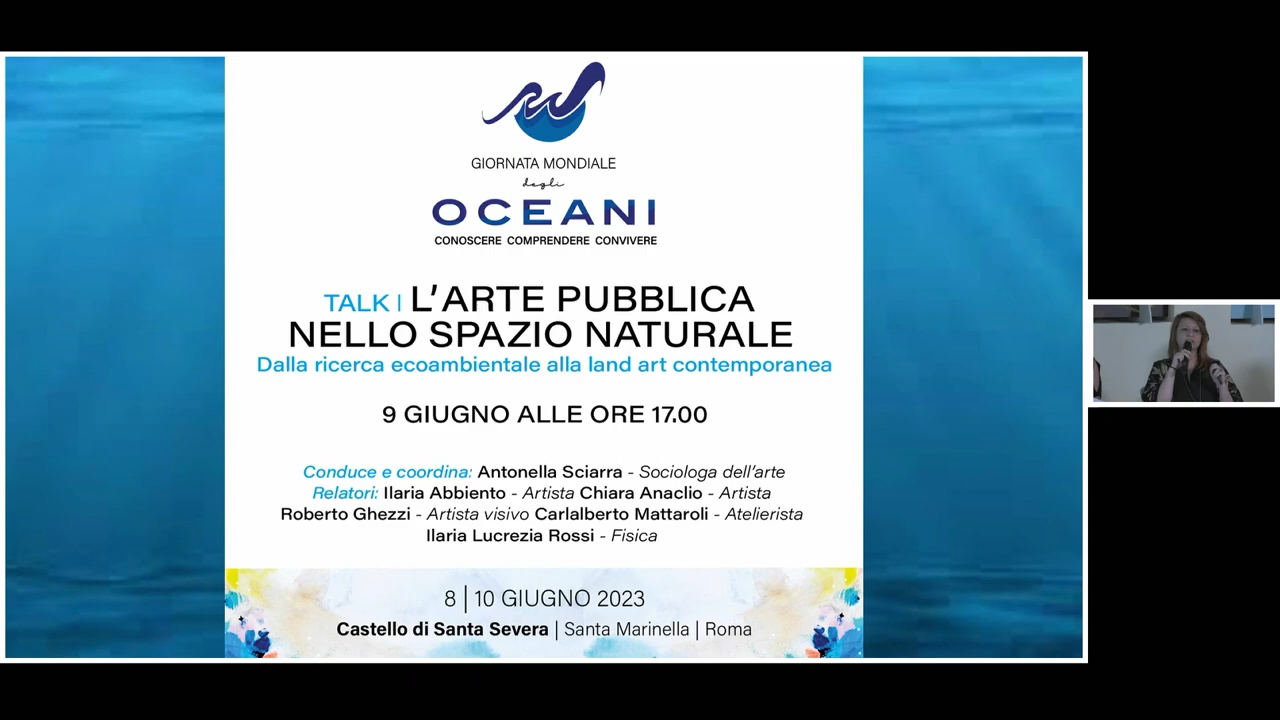 GIORNATA MONDIALE
degli
OCEANI
CONOSCERE COMPRENDERE CONVIVERE
TALK | L'ARTE PUBBLICA
NELLO SPAZIO NATURALE
Dalla ricerca ecoambientale alla land art contemporanea
9 GIUGNO ALLE ORE 17.00
Conduce e coordina: Antonella Sciarra - Sociologa dell'arte
Relatori: Ilaria Abbiento - Artista Chiara Anaclio - Artista
Roberto Ghezzi - Artista visivo Carlalberto Mattaroli - Atelierista
Ilaria Lucrezia Rossi - Fisica
8 | 10 GIUGNO 2023
Castello di Santa Severa | Santa Marinella | Roma